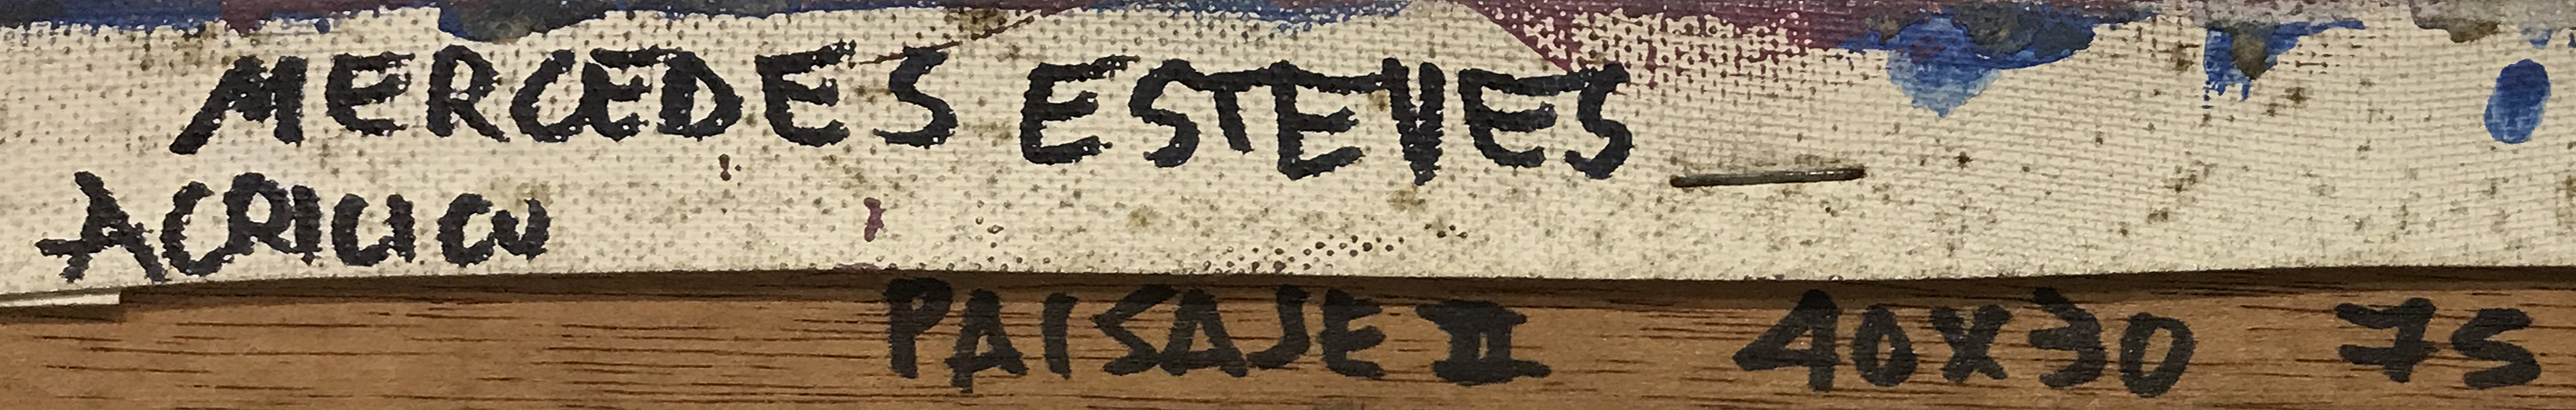 MERCEDES ESTEVES
ACRILICO
PAISAJE II 40X30 75